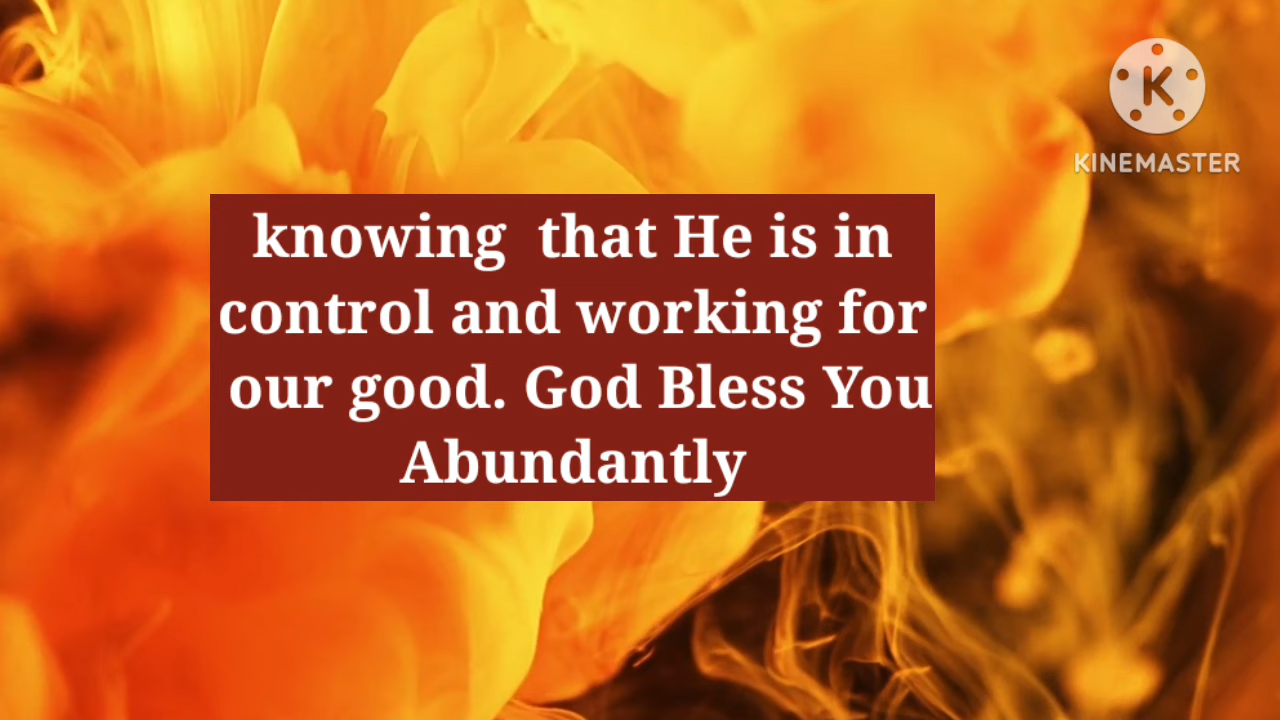 K
KINEMASTER
knowing  that He is in
control and working for
our good. God Bless You
Abundantly